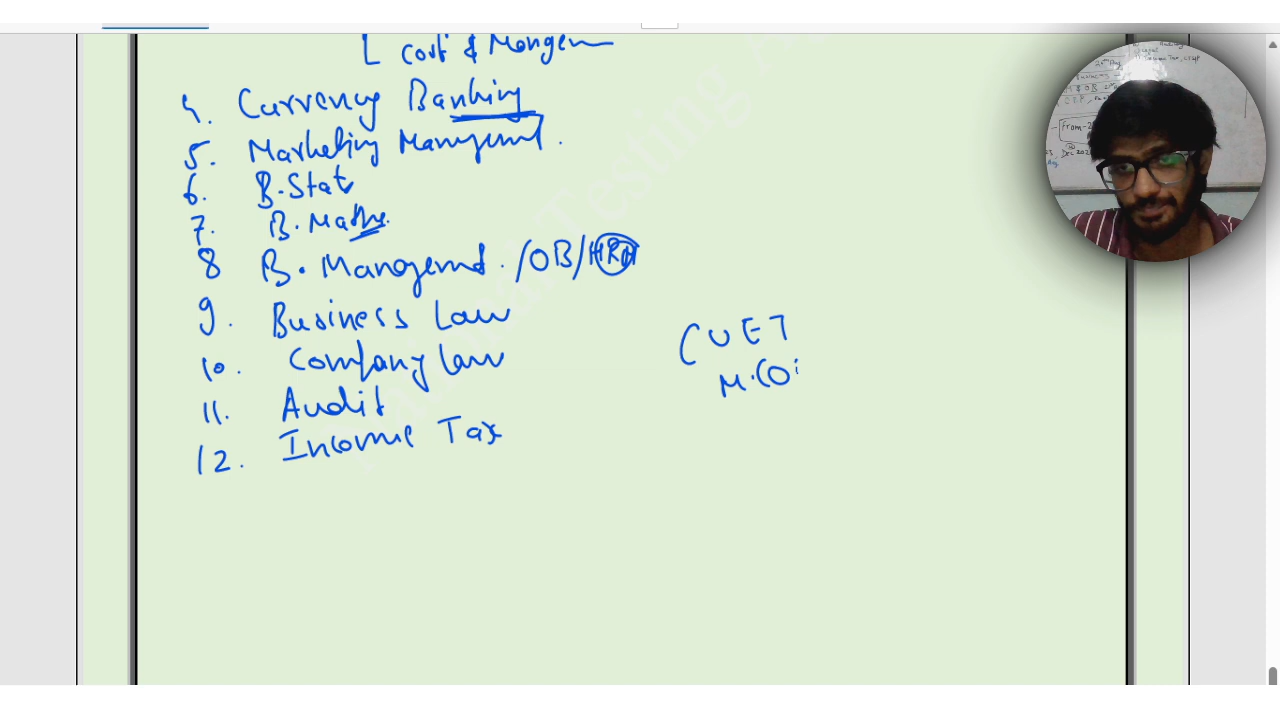 Cost & Mangem
4. Currency Banking
5. Marketing Management.
6. B. Stat
7. B. Maths.
8 B. Management. /OB/HRM
9. Business Law
10. Company Law
11. Audit
12. Income Tax
CUET
M.CO